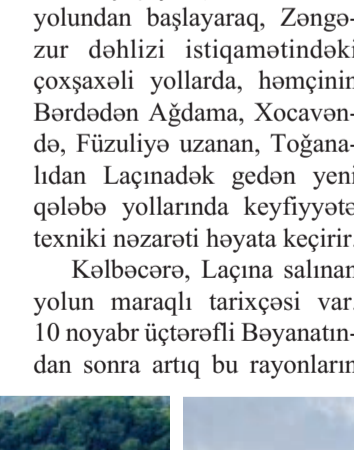 yolundan başlayaraq, Zəngə-
zur dəhlizi istiqamətindəki
çoxşaxəli yollarda, həmçinin
Bərdədən Ağdama, Xocavən-
də, Füzuliyə uzanan, Toğana-
lıdan Laçınadək gedən yeni
qələbə yollarında keyfiyyətə
texniki nəzarəti həyata keçirir.
Kəlbəcərə, Laçına salınan
yolun maraqlı tarixçəsi var.
10 noyabr üçtərəfli Bəyanatın-
dan sonra artıq bu rayonların